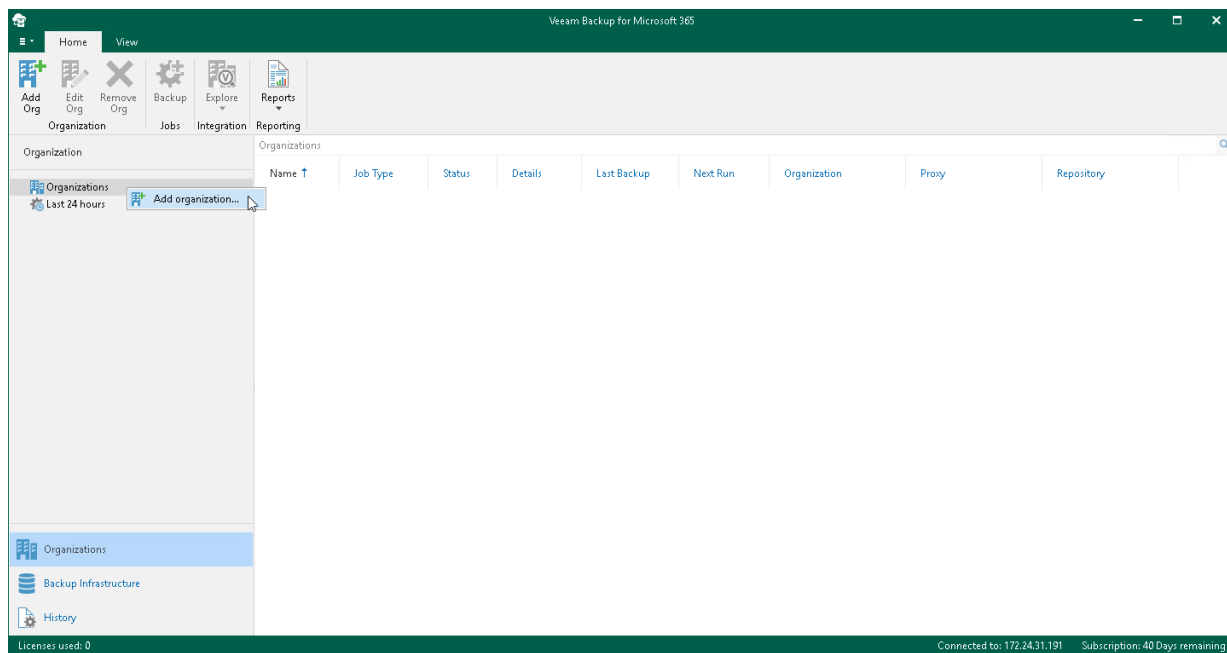 Veeam Backup for Microsoft 365
Home View
Add Org Edit Org Remove Org Backup Explore Reports
Organization Jobs Integration Reporting
Organization
Organizations
Name ↑ Job Type Status Details Last Backup Next Run Organization Proxy Repository
Organizations
Add organization...
Last 24 hours
Organizations
Backup Infrastructure
History
Licenses used: 0 Connected to: 172.24.31.191 Subscription: 40 Days remaining